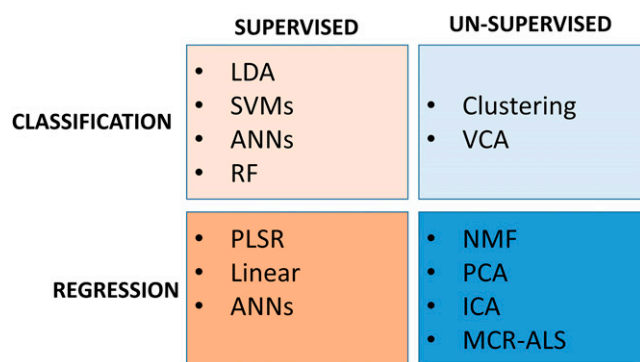 SUPERVISED
UN-SUPERVISED
CLASSIFICATION
• LDA
• SVMs
• ANNs
• RF
• Clustering
• VCA
REGRESSION
• PLSR
• Linear
• ANNs
• NMF
• PCA
• ICA
• MCR-ALS